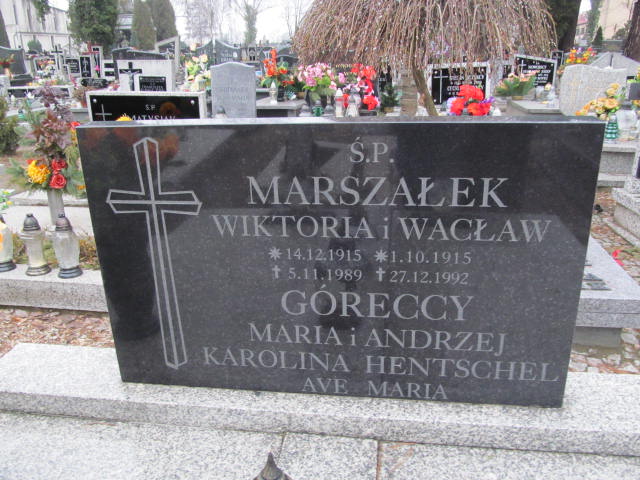 Ś.P.
MARSZAŁEK
WIKTORIA i WACŁAW
* 14.12.1915 * 1.10.1915
† 5.11.1989 † 27.12.1992
GÓRECCY
MARIA i ANDRZEJ
KAROLINA HENTSCHEL
AVE MARIA
Ś.P.